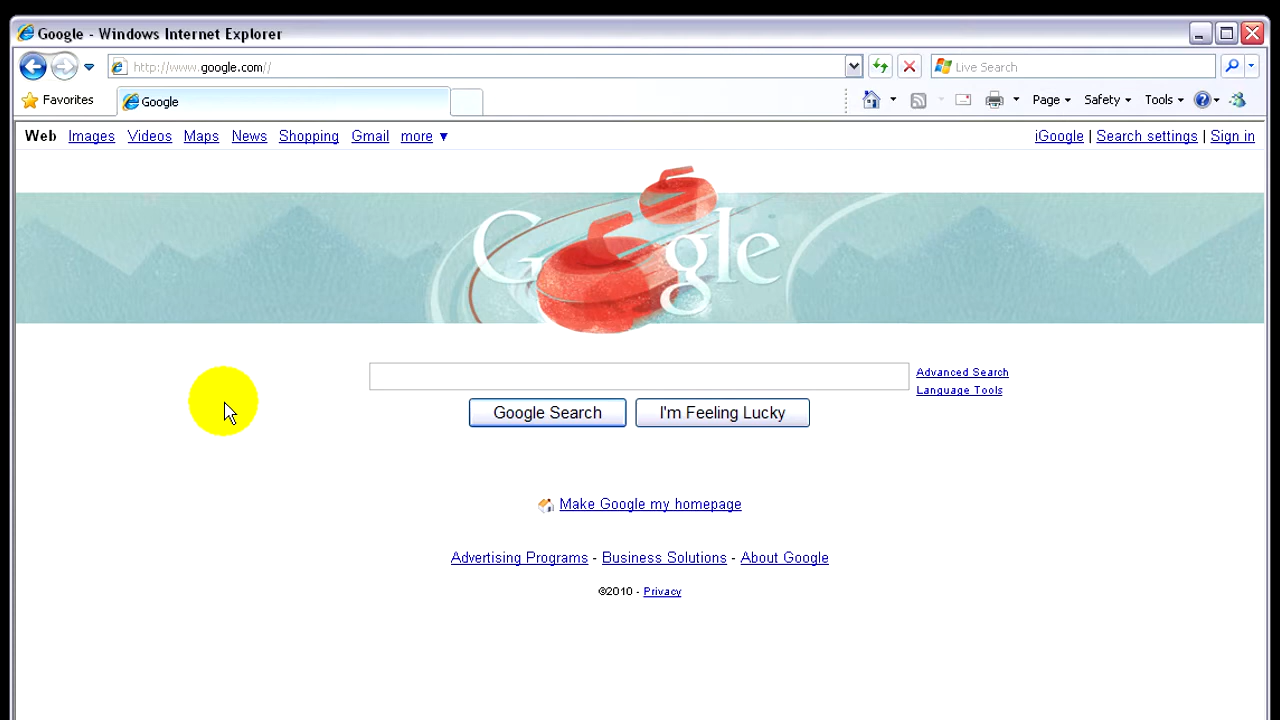 Google - Windows Internet Explorer
http://www.google.com//
Live Search
Favorites
Google
Page
Safety
Tools
Web Images Videos Maps News Shopping Gmail more ▼
iGoogle | Search settings | Sign in
Google
Advanced Search
Language Tools
Google Search
I'm Feeling Lucky
Make Google my homepage
Advertising Programs - Business Solutions - About Google
©2010 - Privacy